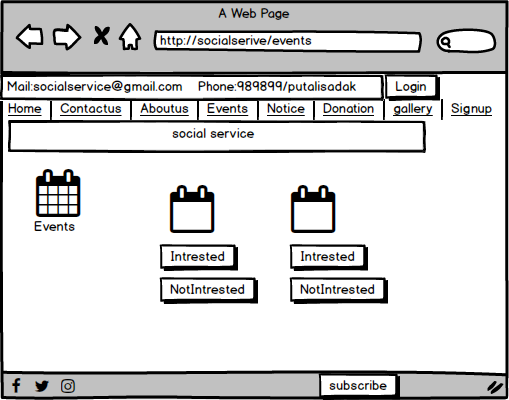 A Web Page
http://socialserive/events
Mail:socialservice@gmail.com Phone:989899/putalisadak Login
Home Contactus Aboutus Events Notice Donation gallery Signup
social service
Events
Intrested Intrested
NotIntrested NotIntrested
subscribe